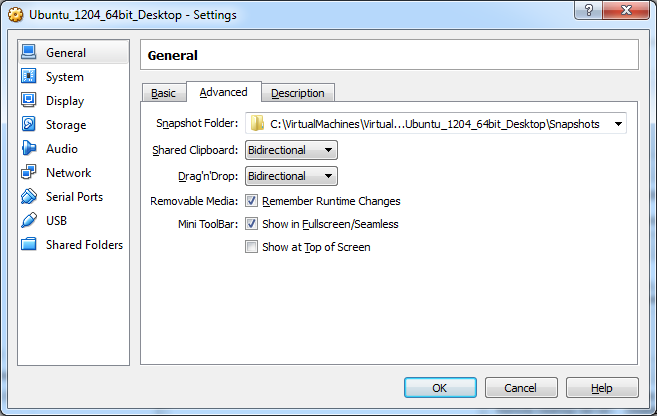 Ubuntu_1204_64bit_Desktop - Settings
General
System
Display
Storage
Audio
Network
Serial Ports
USB
Shared Folders
General
Basic Advanced Description
Snapshot Folder: C:\VirtualMachines\Virtual...Ubuntu_1204_64bit_Desktop\Snapshots
Shared Clipboard: Bidirectional
Drag'n'Drop: Bidirectional
Removable Media: Remember Runtime Changes
Mini ToolBar: Show in Fullscreen/Seamless
Show at Top of Screen
OK Cancel Help